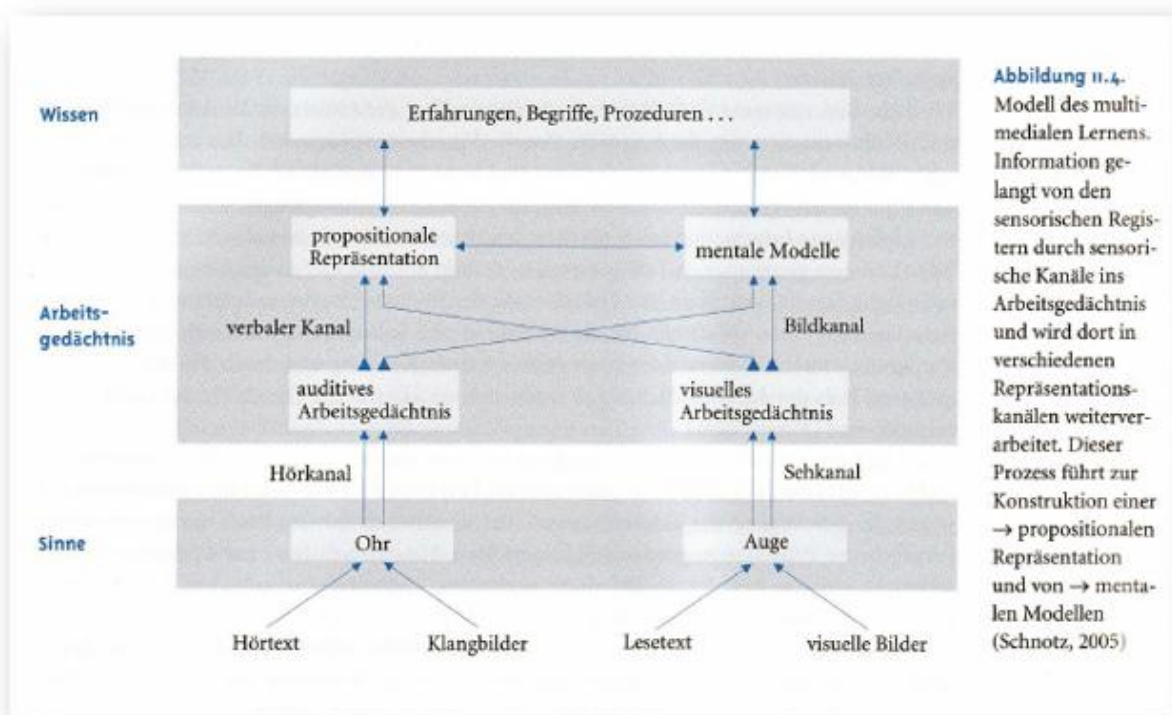 Wissen
Erfahrungen, Begriffe, Prozeduren . . .
propositionale
Repräsentation
mentale Modelle
Arbeits-
gedächtnis
verbaler Kanal
Bildkanal
auditives
Arbeitsgedächtnis
visuelles
Arbeitsgedächtnis
Hörkanal
Sehkanal
Sinne
Ohr
Auge
Hörtext
Klangbilder
Lesetext
visuelle Bilder
Abbildung 11.4.
Modell des multi-
medialen Lernens.
Information ge-
langt von den
sensorischen Regis-
tern durch sensori-
sche Kanäle ins
Arbeitsgedächtnis
und wird dort in
verschiedenen
Repräsentations-
kanälen weiterver-
arbeitet. Dieser
Prozess führt zur
Konstruktion einer
→ propositionalen
Repräsentation
und von → menta-
len Modellen
(Schnotz, 2005)